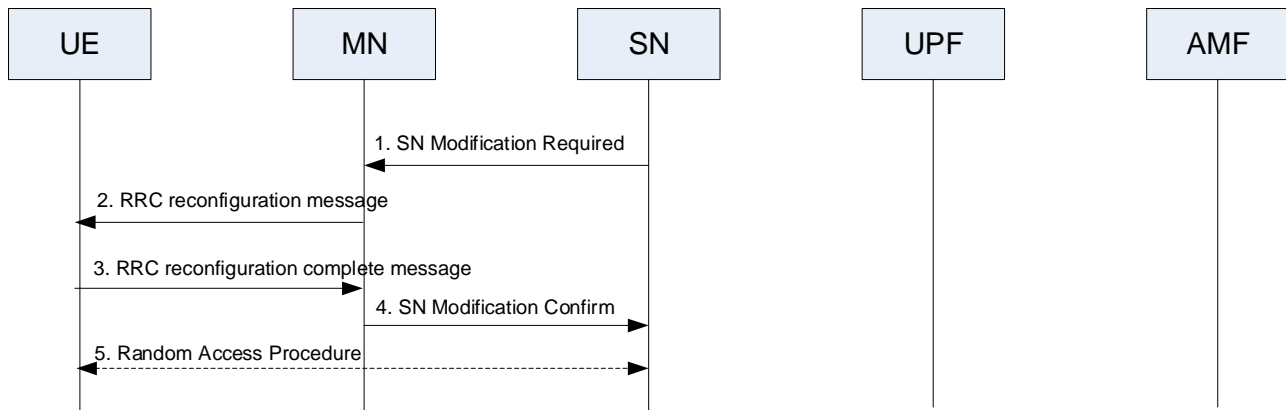 UE
MN
SN
UPF
AMF
1. SN Modification Required
2. RRC reconfiguration message
3. RRC reconfiguration complete message
4. SN Modification Confirm
5. Random Access Procedure